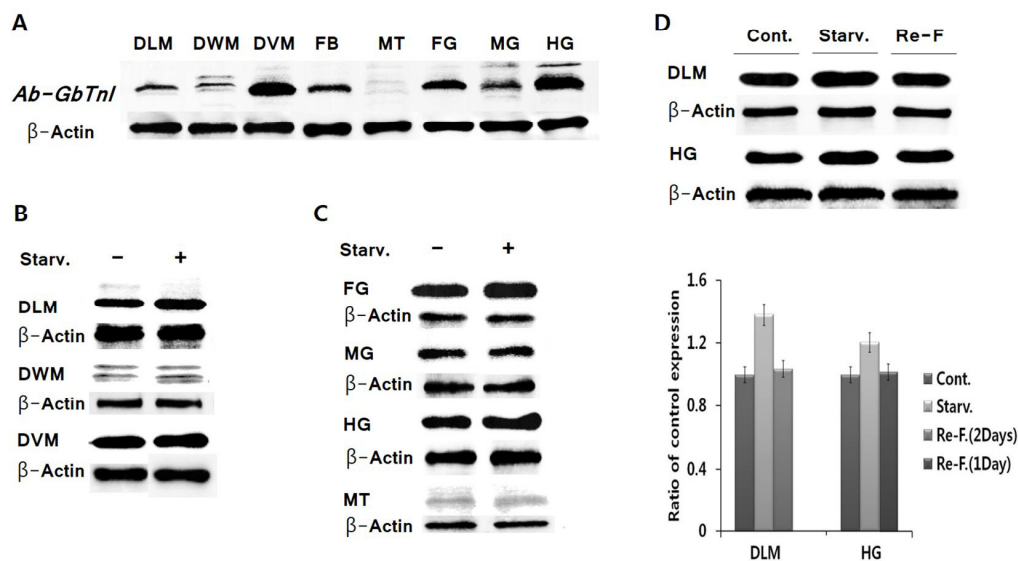 A
DLM DWM DVM FB MT FG MG HG
Ab-GbTnI
β-Actin
B
Starv. - +
DLM
β-Actin
DWM
β-Actin
DVM
β-Actin
C
Starv. - +
FG
β-Actin
MG
β-Actin
HG
β-Actin
MT
β-Actin
D
Cont. Starv. Re-F
DLM
β-Actin
HG
β-Actin
Ratio of control expression
1.6
1.2
0.8
0.4
0
DLM HG
Cont.
Starv.
Re-F.(2Days)
Re-F.(1Day)